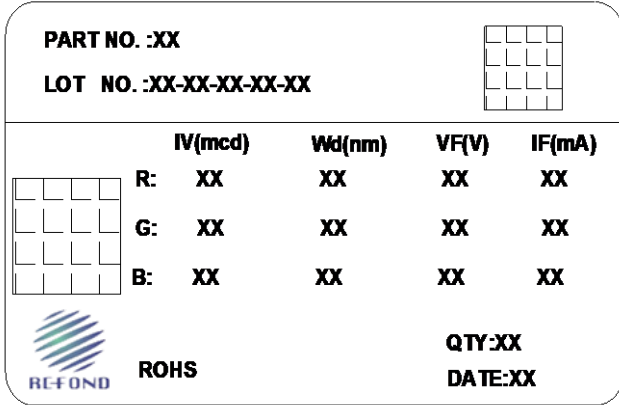 PART NO. :XX
LOT NO. :XX-XX-XX-XX-XX
IV(mcd) Wd(nm) VF(V) IF(mA)
R: XX XX XX XX
G: XX XX XX XX
B: XX XX XX XX
QTY:XX
REFOND ROHS
DATE:XX